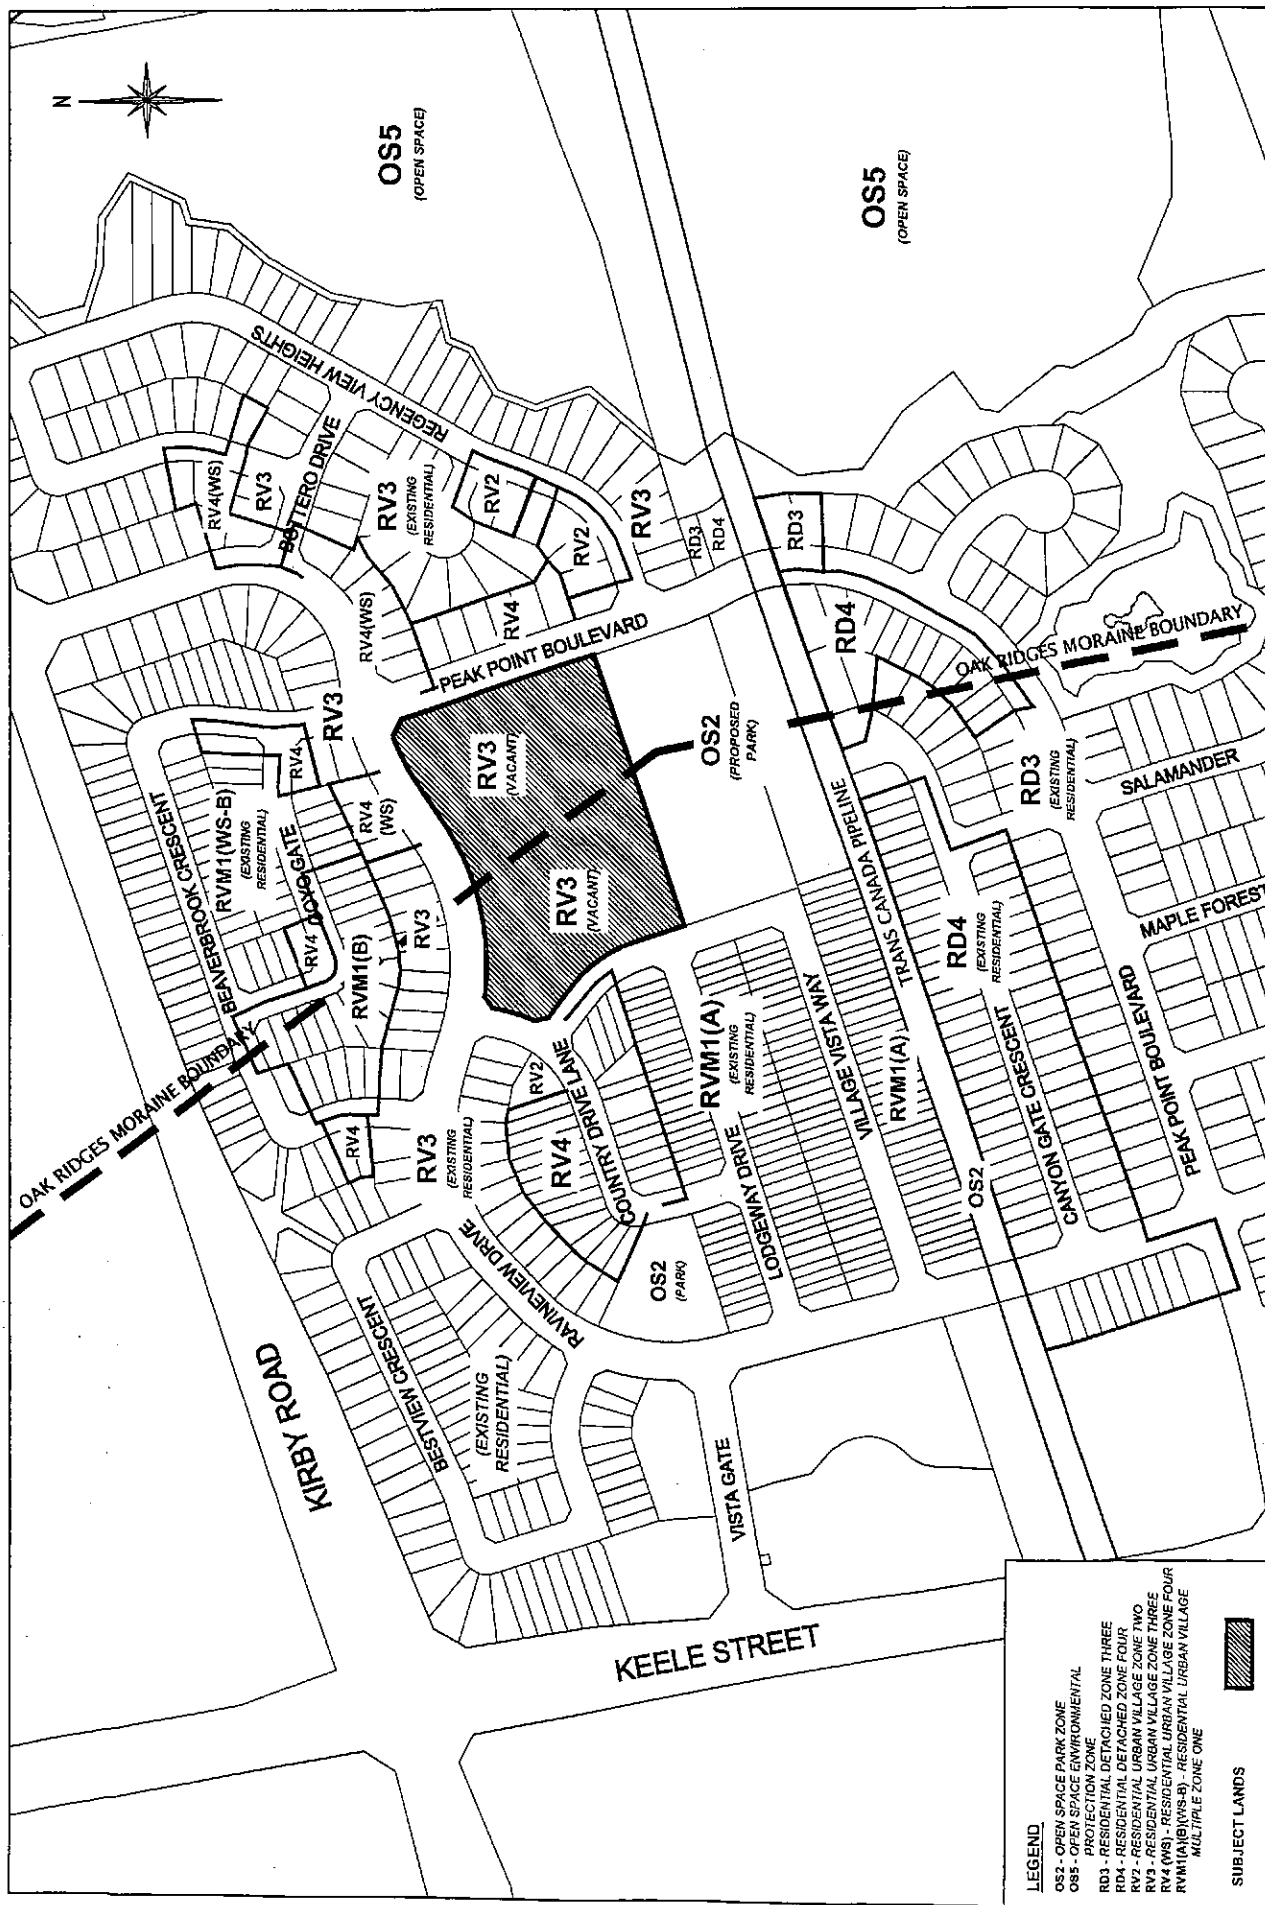 N
OS5
(OPEN SPACE)
OS5
(OPEN SPACE)
REGENCY VIEW HEIGHTS
BOTTERO DRIVE
RV4(WS)
RV3
RV3
(EXISTING
RESIDENTIAL)
RV2
RV2
RV3
RD3
RD4
RD3
RV4(WS)
RV4
PEAK POINT BOULEVARD
RD4
OAK RIDGES MORAINE BOUNDARY
RV3
RV4
RV4
(WS)
RV3
(VACANT)
RV3
(VACANT)
OS2
(PROPOSED
PARK)
BEAVERBROOK CRESCENT
RVM1(WS-B)
(EXISTING
RESIDENTIAL)
DOYO GATE
RV4
RVM1(B)
RV3
OAK RIDGES MORAINE BOUNDARY
RV4
RV3
(EXISTING
RESIDENTIAL)
RV2
RV4
COUNTRY DRIVE LANE
RVM1(A)
(EXISTING
RESIDENTIAL)
LODGEWAY DRIVE
VILLAGE VISTA WAY
RVM1(A)
TRANS CANADA PIPELINE
OS2
RD4
(EXISTING
RESIDENTIAL)
CANYON GATE CRESCENT
RD3
(EXISTING
RESIDENTIAL)
SALAMANDER
MAPLE FOREST
PEAK POINT BOULEVARD
OS2
(PARK)
RAVINEVIEW DRIVE
BESTVIEW CRESCENT
(EXISTING
RESIDENTIAL)
KIRBY ROAD
VISTA GATE
KEELE STREET
LEGEND
OS2 - OPEN SPACE PARK ZONE
OS5 - OPEN SPACE ENVIRONMENTAL
PROTECTION ZONE
RD3 - RESIDENTIAL DETACHED ZONE THREE
RD4 - RESIDENTIAL DETACHED ZONE FOUR
RV2 - RESIDENTIAL URBAN VILLAGE ZONE TWO
RV3 - RESIDENTIAL URBAN VILLAGE ZONE THREE
RV4 (WS) - RESIDENTIAL URBAN VILLAGE ZONE FOUR
RVM1(A)(B)(WS-B) - RESIDENTIAL URBAN VILLAGE
MULTIPLE ZONE ONE
SUBJECT LANDS